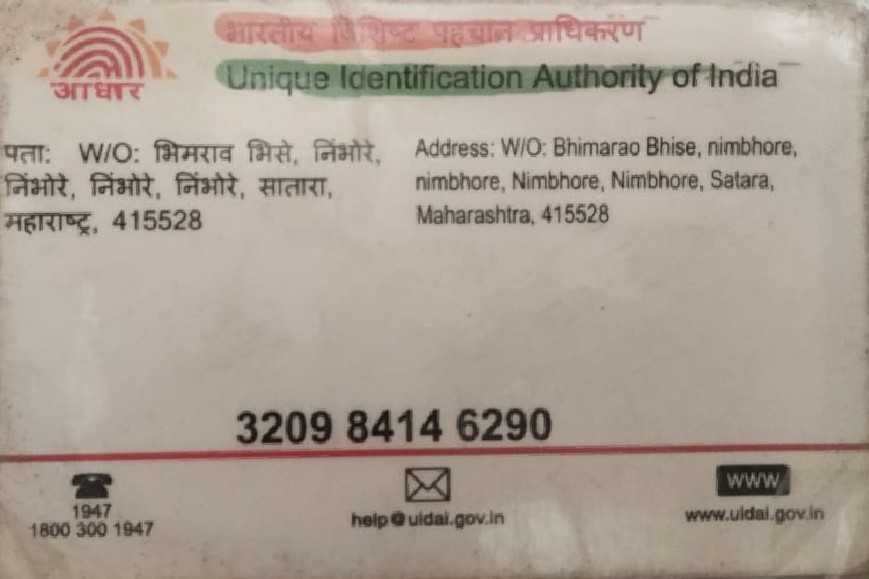 भारतीय विशिष्ट पहचान प्राधिकरण
Unique Identification Authority of India
आधार
पता: W/O: भिमराव भिसे, निंभोरे,
निंभोरे, निंभोरे, निंभोरे, सातारा,
महाराष्ट्र, 415528
Address: W/O: Bhimarao Bhise, nimbhore,
nimbhore, Nimbhore, Nimbhore, Satara,
Maharashtra, 415528
3209 8414 6290
1947
1800 300 1947
help@uidai.gov.in
www
www.uidai.gov.in